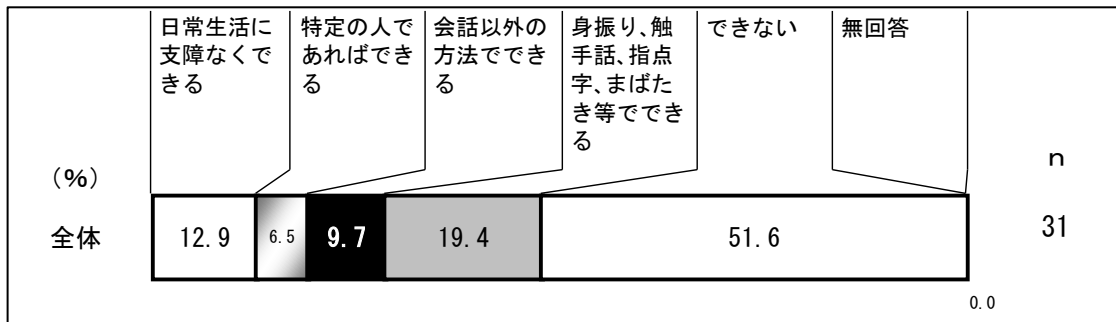 日常生活に
支障なくで
きる
特定の人で
あればでき
る
会話以外の
方法ででき
る
身振り、触
手話、指点
字、まばた
き等ででき
る
できない
無回答
(%)
n
全体
12.9
6.5
9.7
19.4
51.6
31
0.0